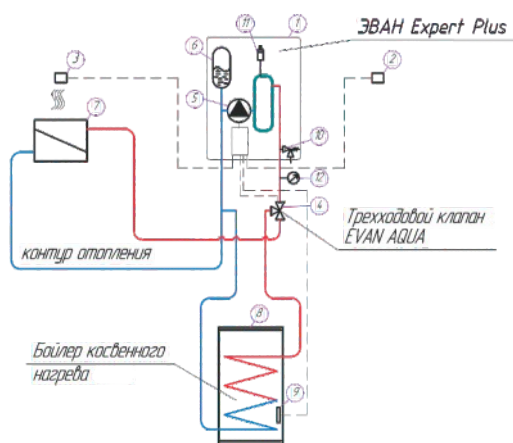 11
1
ЭВАН Expert Plus
6
3
2
5
7
10
12
4
Трехходовой клапан
EVAN AQUA
контур отопления
8
Бойлер косвенного
нагрева
9